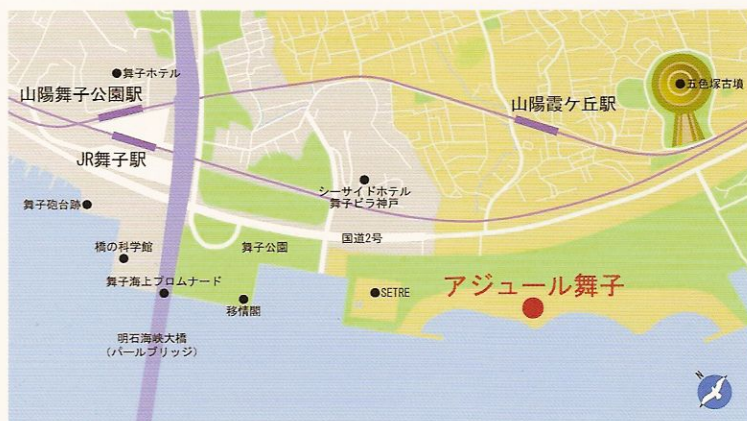 舞子ホテル
五色塚古墳
山陽舞子公園駅
山陽霞ケ丘駅
JR舞子駅
シーサイドホテル
舞子ビラ神戸
舞子砲台跡
国道2号
橋の科学館
舞子公園
舞子海上プロムナード
アジュール舞子
SETRE
移情閣
明石海峡大橋
(パールブリッジ)
N